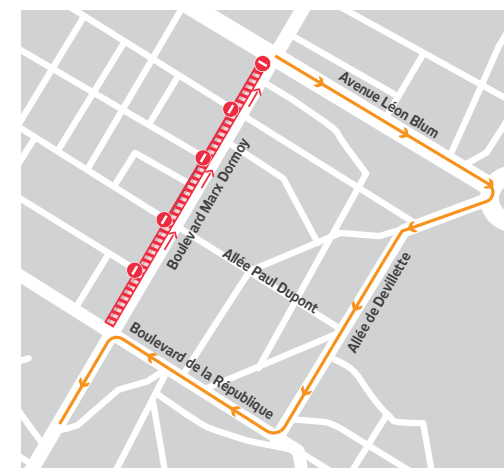 Avenue Léon Blum
Boulevard Marx Dormoy
Allée Paul Dupont
Allée de Devillette
Boulevard de la République